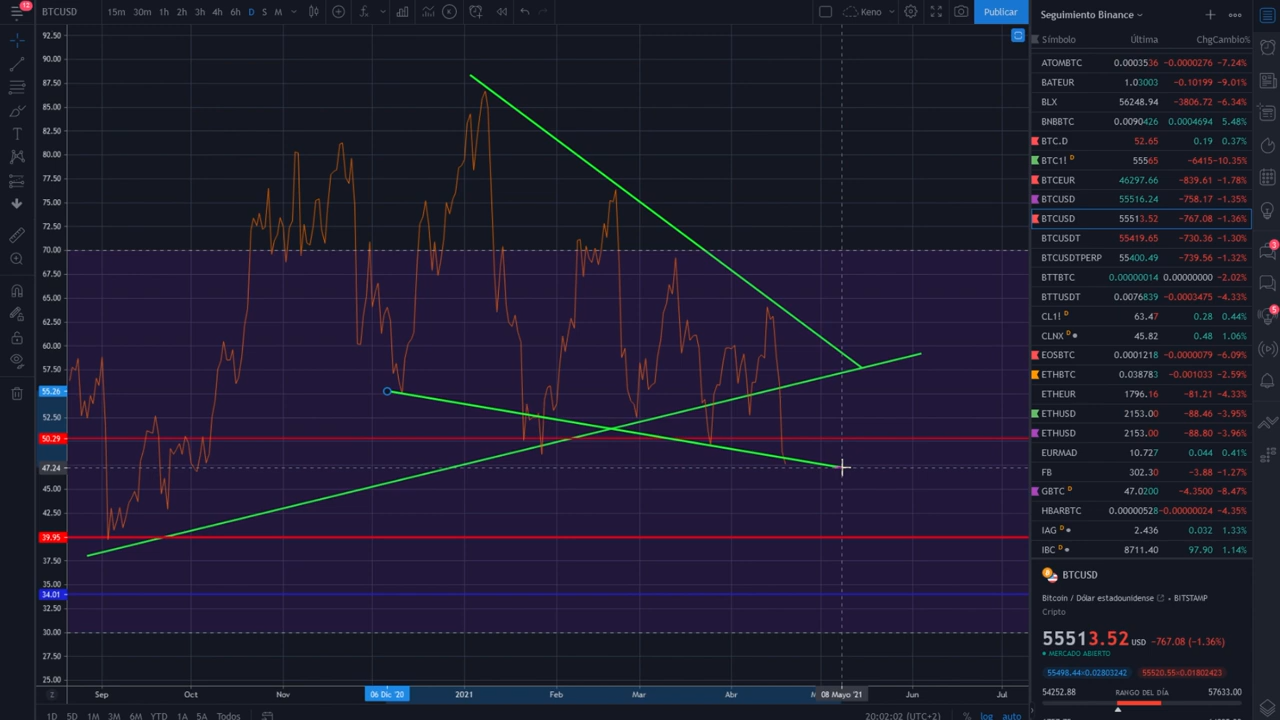 12
BTCUSD 15m 30m 1h 2h 3h 4h 6h D S M Keno Publicar
92.50
90.00
87.50
85.00
82.50
80.00
77.50
75.00
72.50
70.00
67.50
65.00
62.50
60.00
57.50
55.26
52.50
50.29
47.24
45.00
42.50
39.95
37.50
35.00
34.01
32.50
30.00
27.50
25.00
Z Sep Oct Nov 06 Dic '20 2021 Feb Mar Abr 08 Mayo '21 Jun Jul
1D 5D 1M 3M 6M YTD 1A 5A Todos 20:02:02 (UTC+2) % log auto
Seguimiento Binance
Símbolo Última Chg Cambio%
ATOMBTC 0.0003536 -0.0000276 -7.24%
BATEUR 1.03003 -0.10199 -9.01%
BLX 56248.94 -3806.72 -6.34%
BNBBTC 0.0090426 0.0004694 5.48%
BTC.D 52.65 0.19 0.37%
BTC1! D 55565 -6415 -10.35%
BTCEUR 46297.66 -839.61 -1.78%
BTCUSD 55516.24 -758.17 -1.35%
BTCUSD 55513.52 -767.08 -1.36%
BTCUSDT 55419.65 -730.36 -1.30%
BTCUSDTPERP 55400.49 -739.56 -1.32%
BTTBTC 0.00000014 0.00000000 -2.02%
BTTUSDT 0.0076839 -0.0003475 -4.33%
CL1! D 63.47 0.28 0.44%
CLNX D 45.82 0.48 1.06%
EOSBTC 0.0001218 -0.0000079 -6.09%
ETHBTC 0.038783 -0.001033 -2.59%
ETHEUR 1796.16 -81.21 -4.33%
ETHUSD 2153.00 -88.46 -3.95%
ETHUSD 2153.00 -88.80 -3.96%
EURMAD 10.727 0.044 0.41%
FB 302.30 -3.88 -1.27%
GBTC D 47.0200 -4.3500 -8.47%
HBARBTC 0.00000528 -0.00000024 -4.35%
IAG D 2.436 0.032 1.33%
IBC D 8711.40 97.90 1.14%
BTCUSD
Bitcoin / Dólar estadounidense • BITSTAMP
Cripto
55513.52 USD -767.08 (-1.36%)
MERCADO ABIERTO
55498.44×0.02803242 55520.55×0.01802423
54252.88 RANGO DEL DÍA 57633.00
3
5